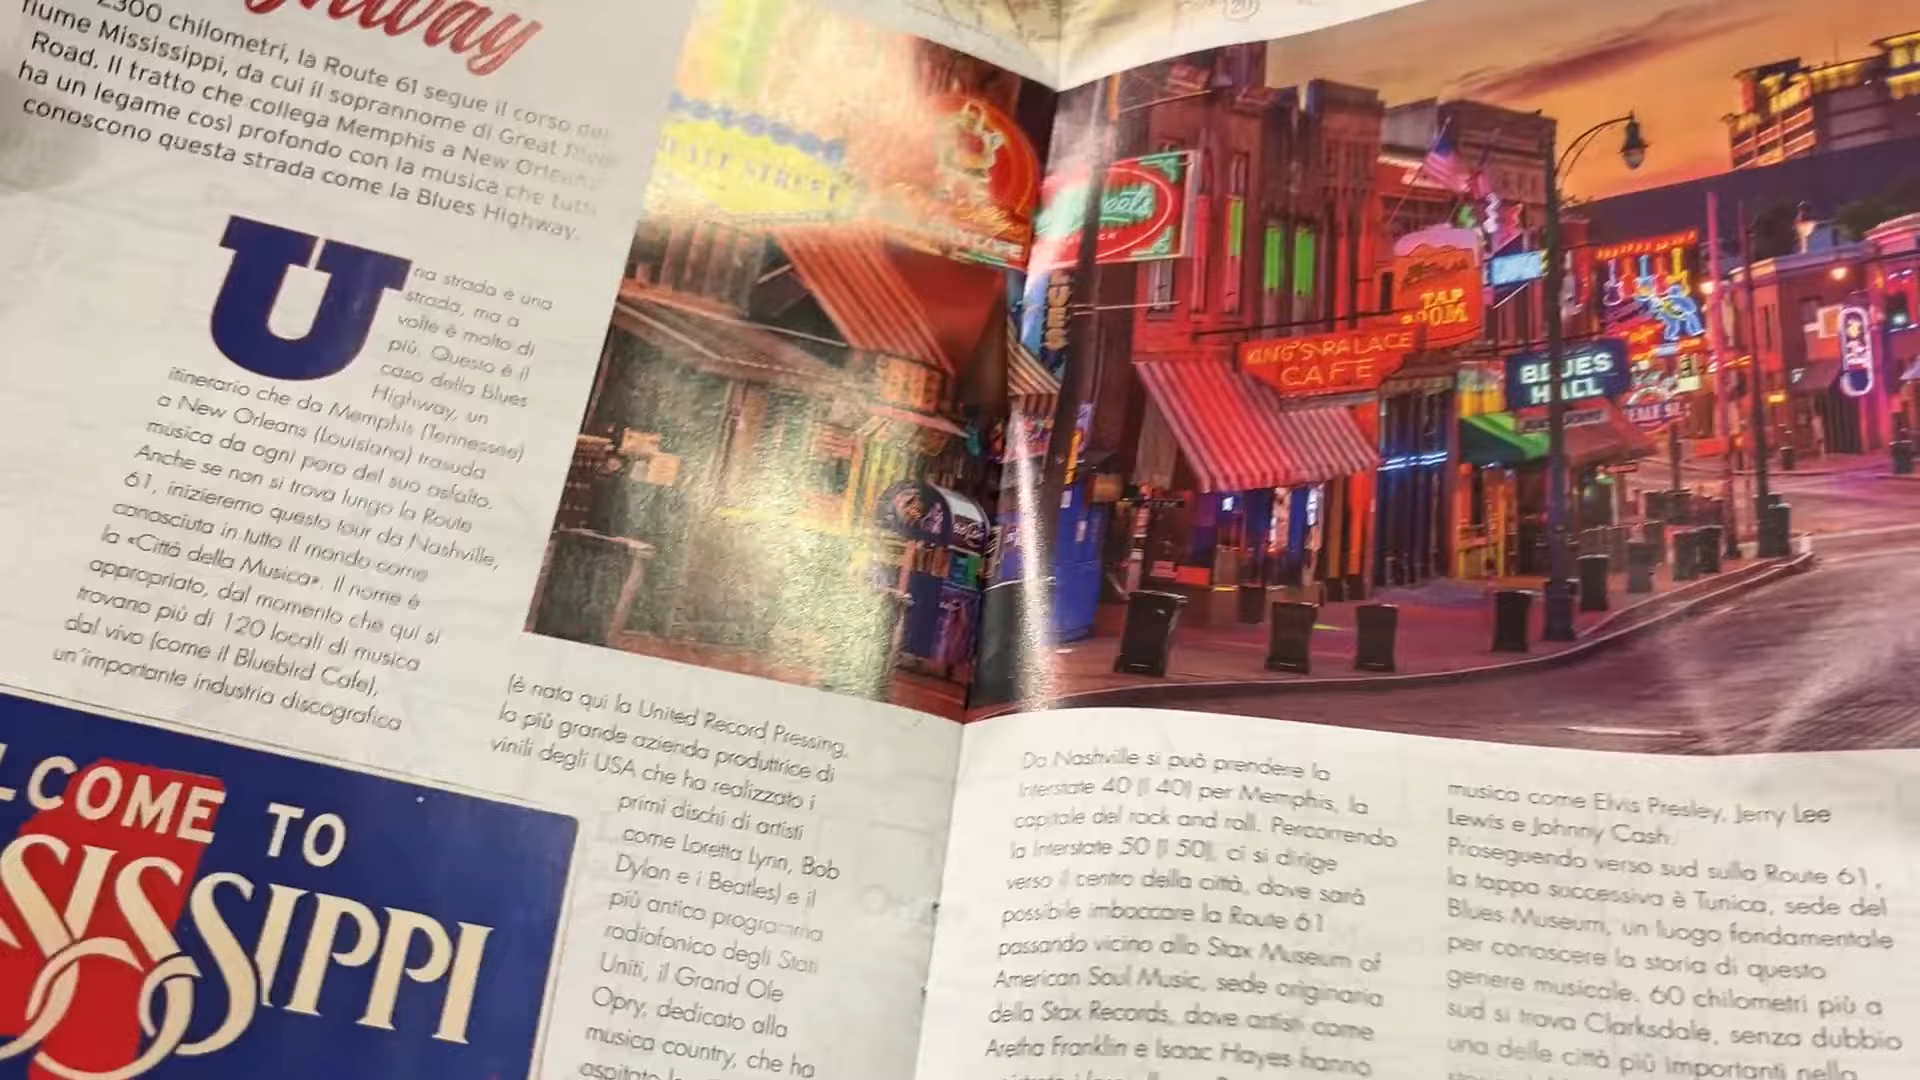 2300 chilometri, la Route 61 segue il corso del
fiume Mississippi, da cui il soprannome di Great River
Road. Il tratto che collega Memphis a New Orleans
ha un legame così profondo con la musica che tutti
conoscono questa strada come la Blues Highway.
Una strada è una
strada, ma a
volte è molto di
più. Questo è il
caso della Blues
Highway, un
itinerario che da Memphis (Tennessee)
a New Orleans (Louisiana) trasuda
musica da ogni poro del suo asfalto.
Anche se non si trova lungo la Route
61, inizieremo questo tour da Nashville,
conosciuta in tutto il mondo come
la «Città della Musica». Il nome è
appropriato, dal momento che qui si
trovano più di 120 locali di musica
dal vivo (come il Bluebird Cafe),
un'importante industria discografica
COME TO
SISSIPPI
(è nata qui la United Record Pressing,
la più grande azienda produttrice di
vinili degli USA che ha realizzato i
primi dischi di artisti
come Loretta Lynn, Bob
Dylan e i Beatles) e il
più antico programma
radiofonico degli Stati
Uniti, il Grand Ole
Opry, dedicato alla
musica country, che ha
STREET
KING'S PALACE
CAFE
TAP
ROOM
BLUES
HALL
Da Nashville si può prendere la
Interstate 40 (I 40) per Memphis, la
capitale del rock and roll. Percorrendo
la Interstate 50 (I 50), ci si dirige
verso il centro della città, dove sarà
possibile imboccare la Route 61
passando vicino allo Stax Museum of
American Soul Music, sede originaria
della Stax Records, dove artisti come
Aretha Franklin e Isaac Hayes hanno
musica come Elvis Presley, Jerry Lee
Lewis e Johnny Cash.
Proseguendo verso sud sulla Route 61,
la tappa successiva è Tunica, sede del
Blues Museum, un luogo fondamentale
per conoscere la storia di questo
genere musicale. 60 chilometri più a
sud si trova Clarksdale, senza dubbio
una delle città più importanti nella